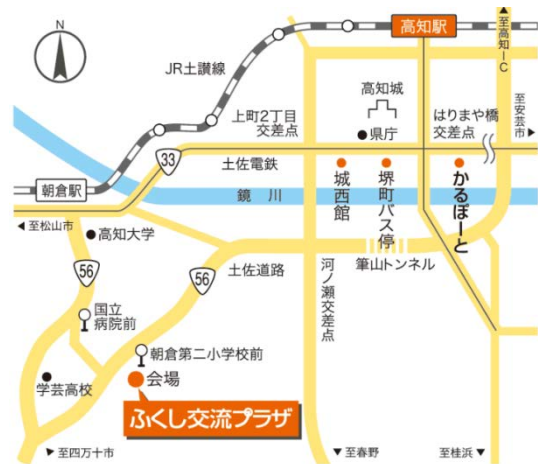 N
高知駅
▲至高知IC
JR土讃線
高知城
上町2丁目
交差点
●県庁
はりまや橋
交差点
至安芸市▶
33
土佐電鉄
朝倉駅
鏡川
城西館
堺町バス停
かるぽーと
◀至松山市
●高知大学
56
56
土佐道路
筆山トンネル
河ノ瀬交差点
国立
病院前
朝倉第二小学校前
学芸高校
会場
ふくし交流プラザ
▶至四万十市
▼至春野
至桂浜▼